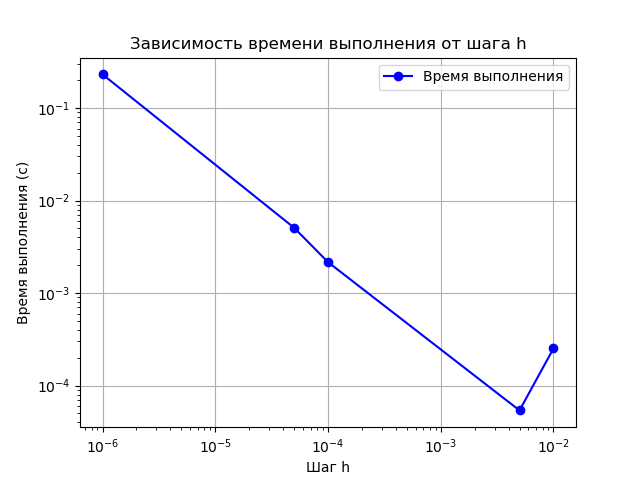 Зависимость времени выполнения от шага h
Время выполнения
Время выполнения (с)
10⁻¹
10⁻²
10⁻³
10⁻⁴
10⁻⁶
10⁻⁵
10⁻⁴
10⁻³
10⁻²
Шаг h